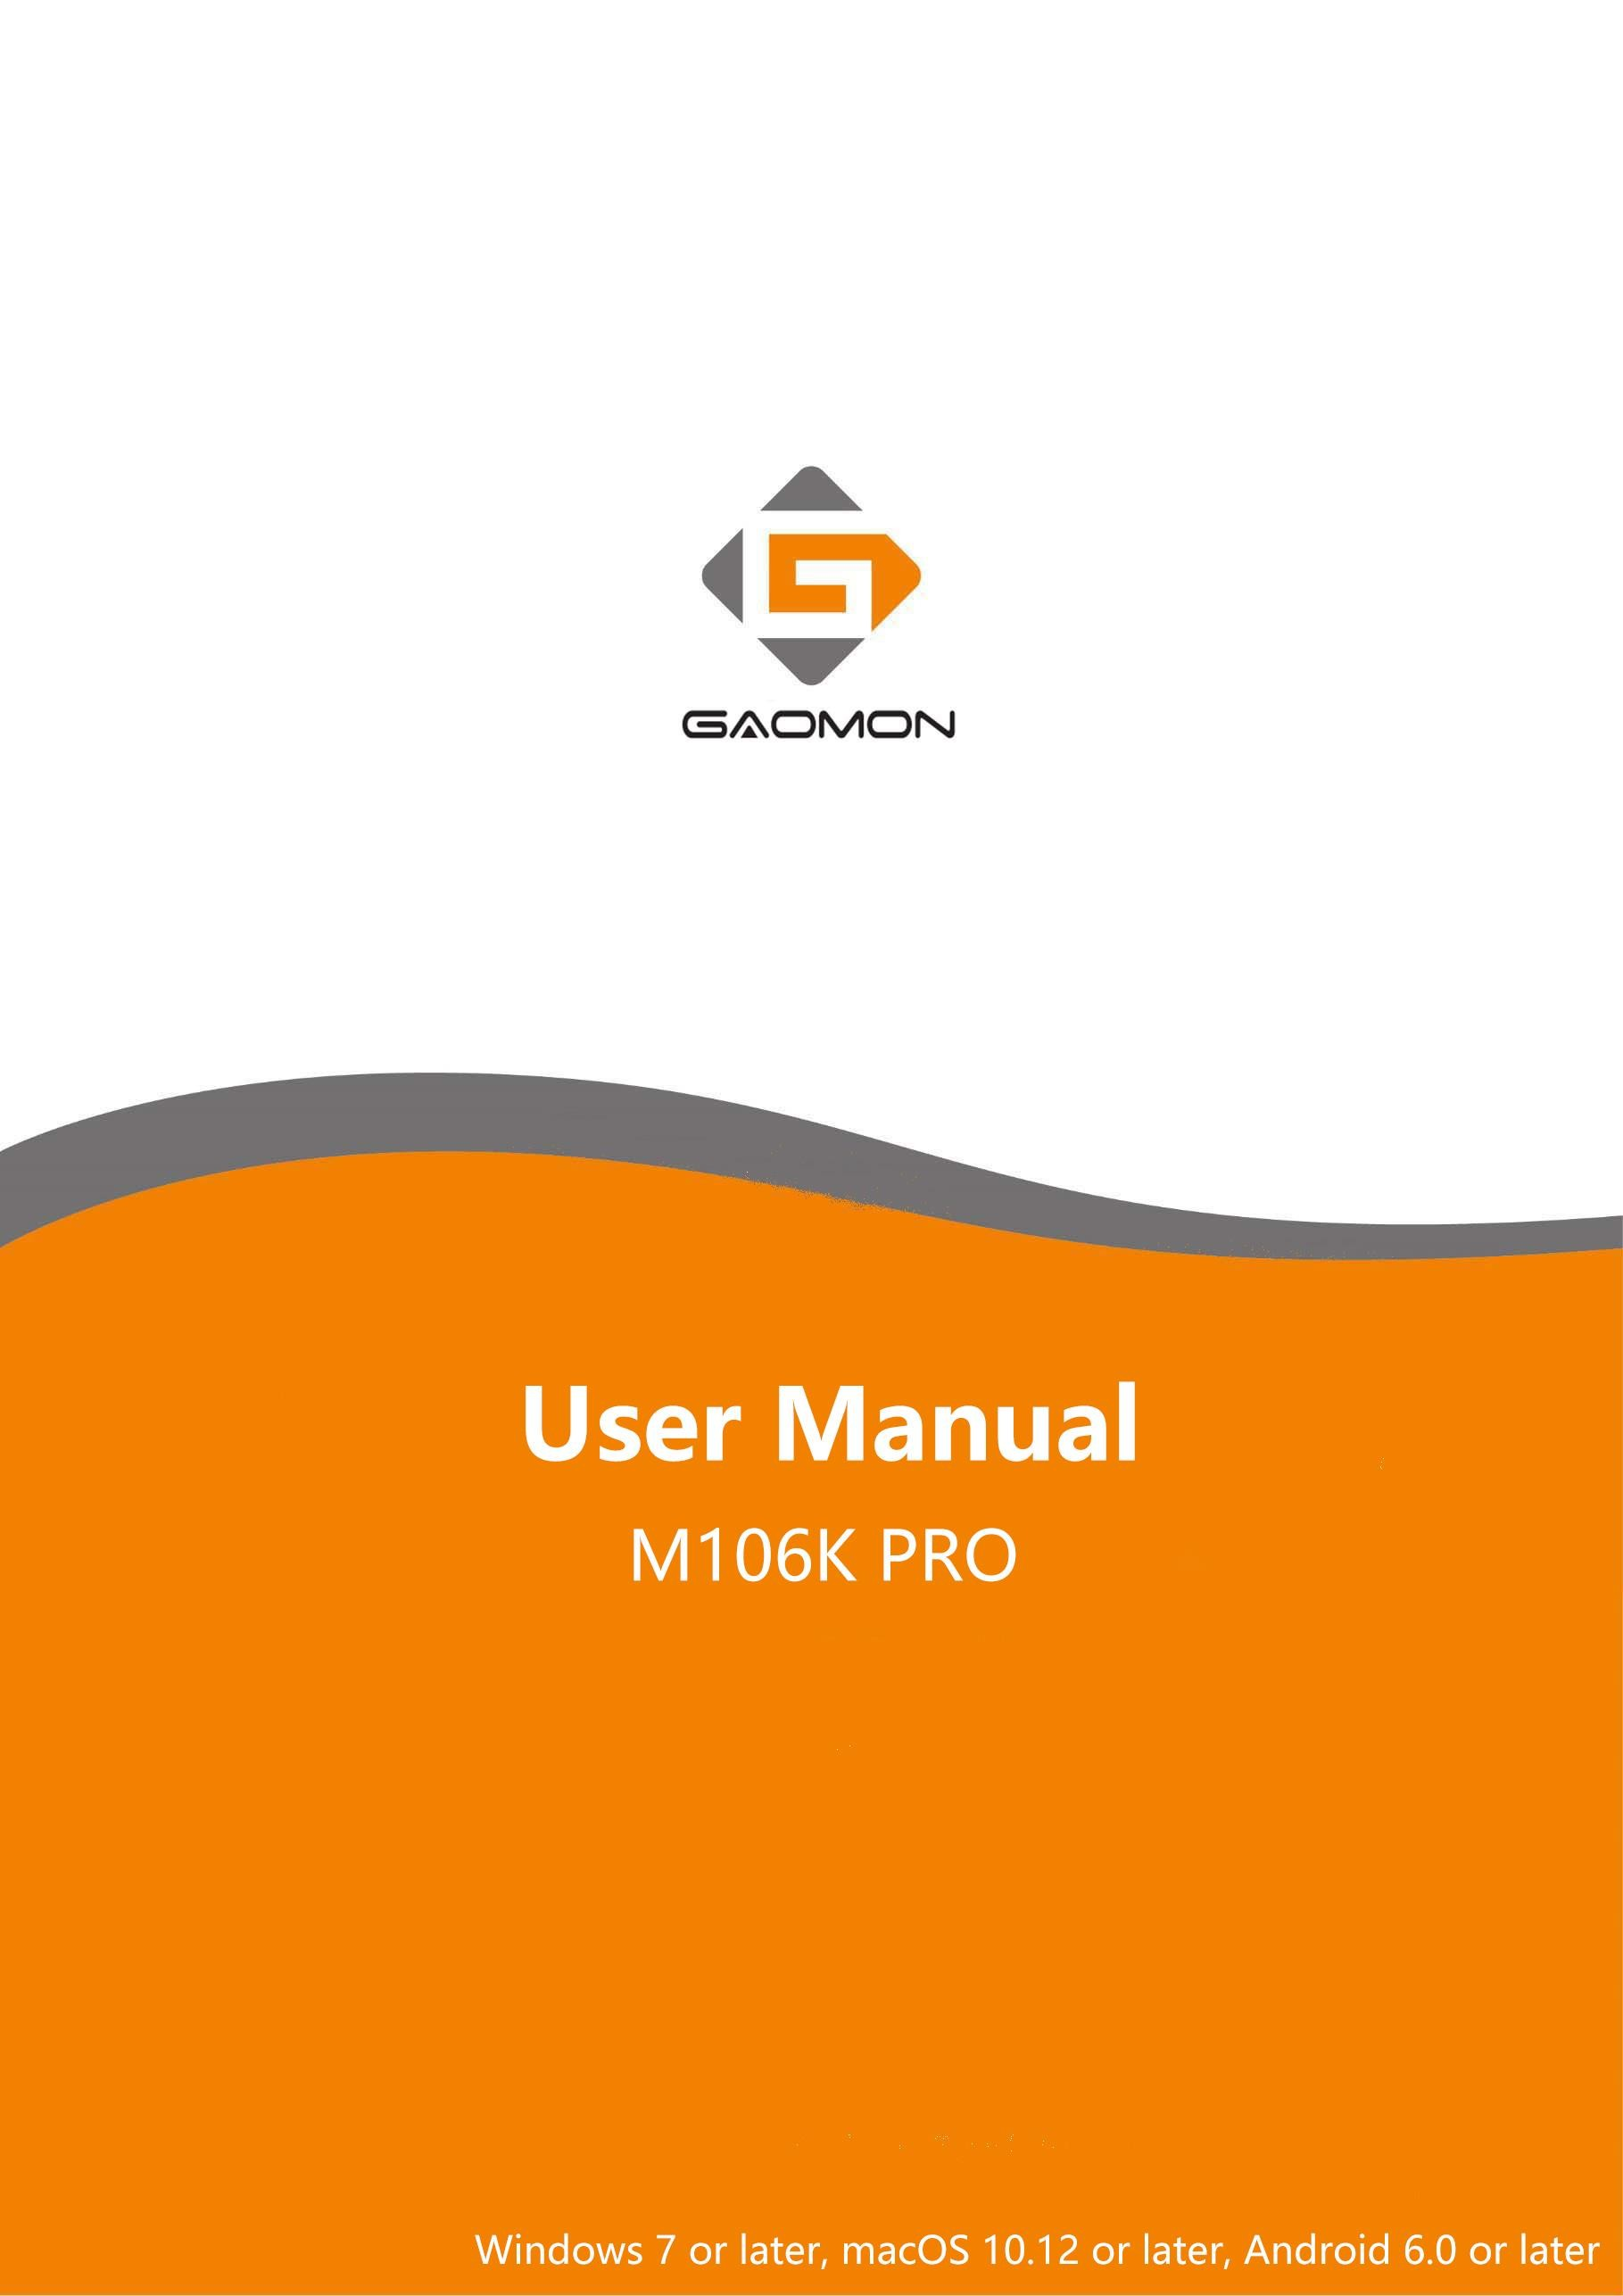 GAOMON
User Manual
M106K PRO
Windows 7 or later, macOS 10.12 or later, Android 6.0 or later